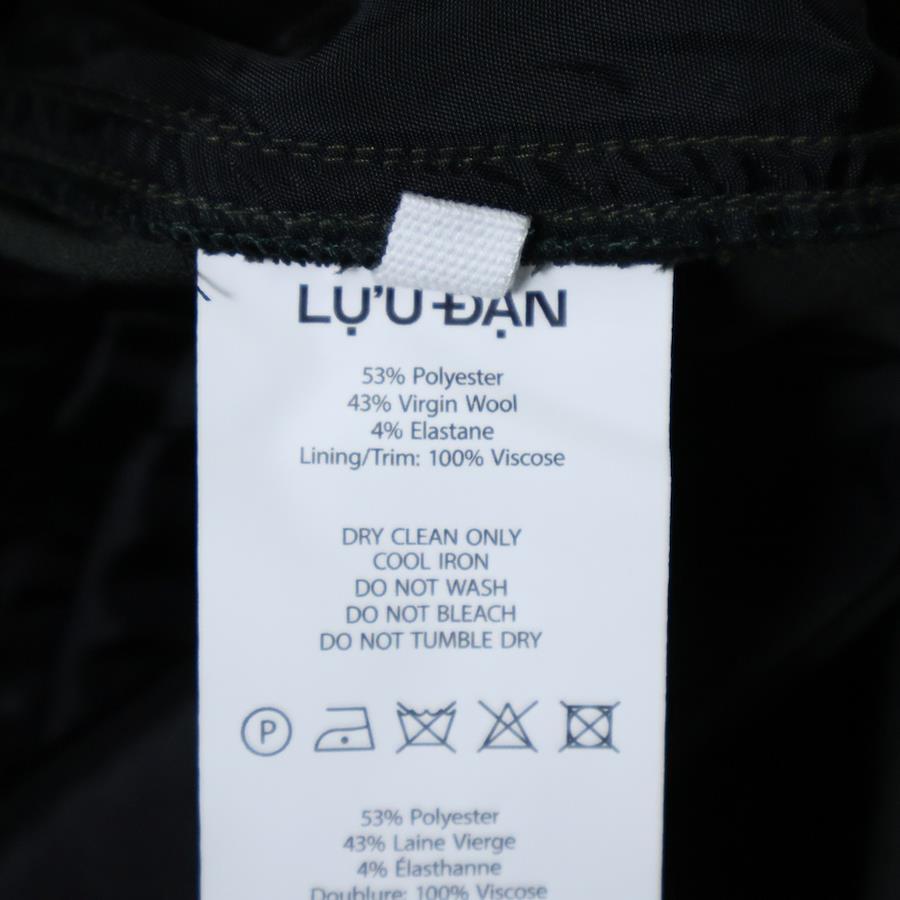 LỰU ĐẠN
53% Polyester
43% Virgin Wool
4% Elastane
Lining/Trim: 100% Viscose
DRY CLEAN ONLY
COOL IRON
DO NOT WASH
DO NOT BLEACH
DO NOT TUMBLE DRY
P
53% Polyester
43% Laine Vierge
4% Élasthanne
Doublure: 100% Viscose